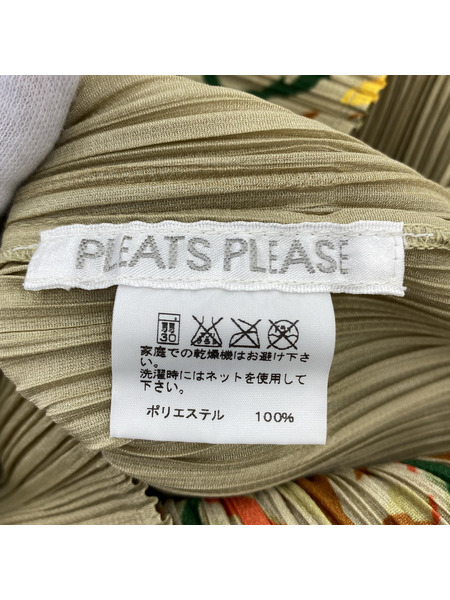 PLEATS PLEASE
30
家庭での乾燥機はお避け下さい。
洗濯時にはネットを使用して
下さい。
ポリエステル 100%